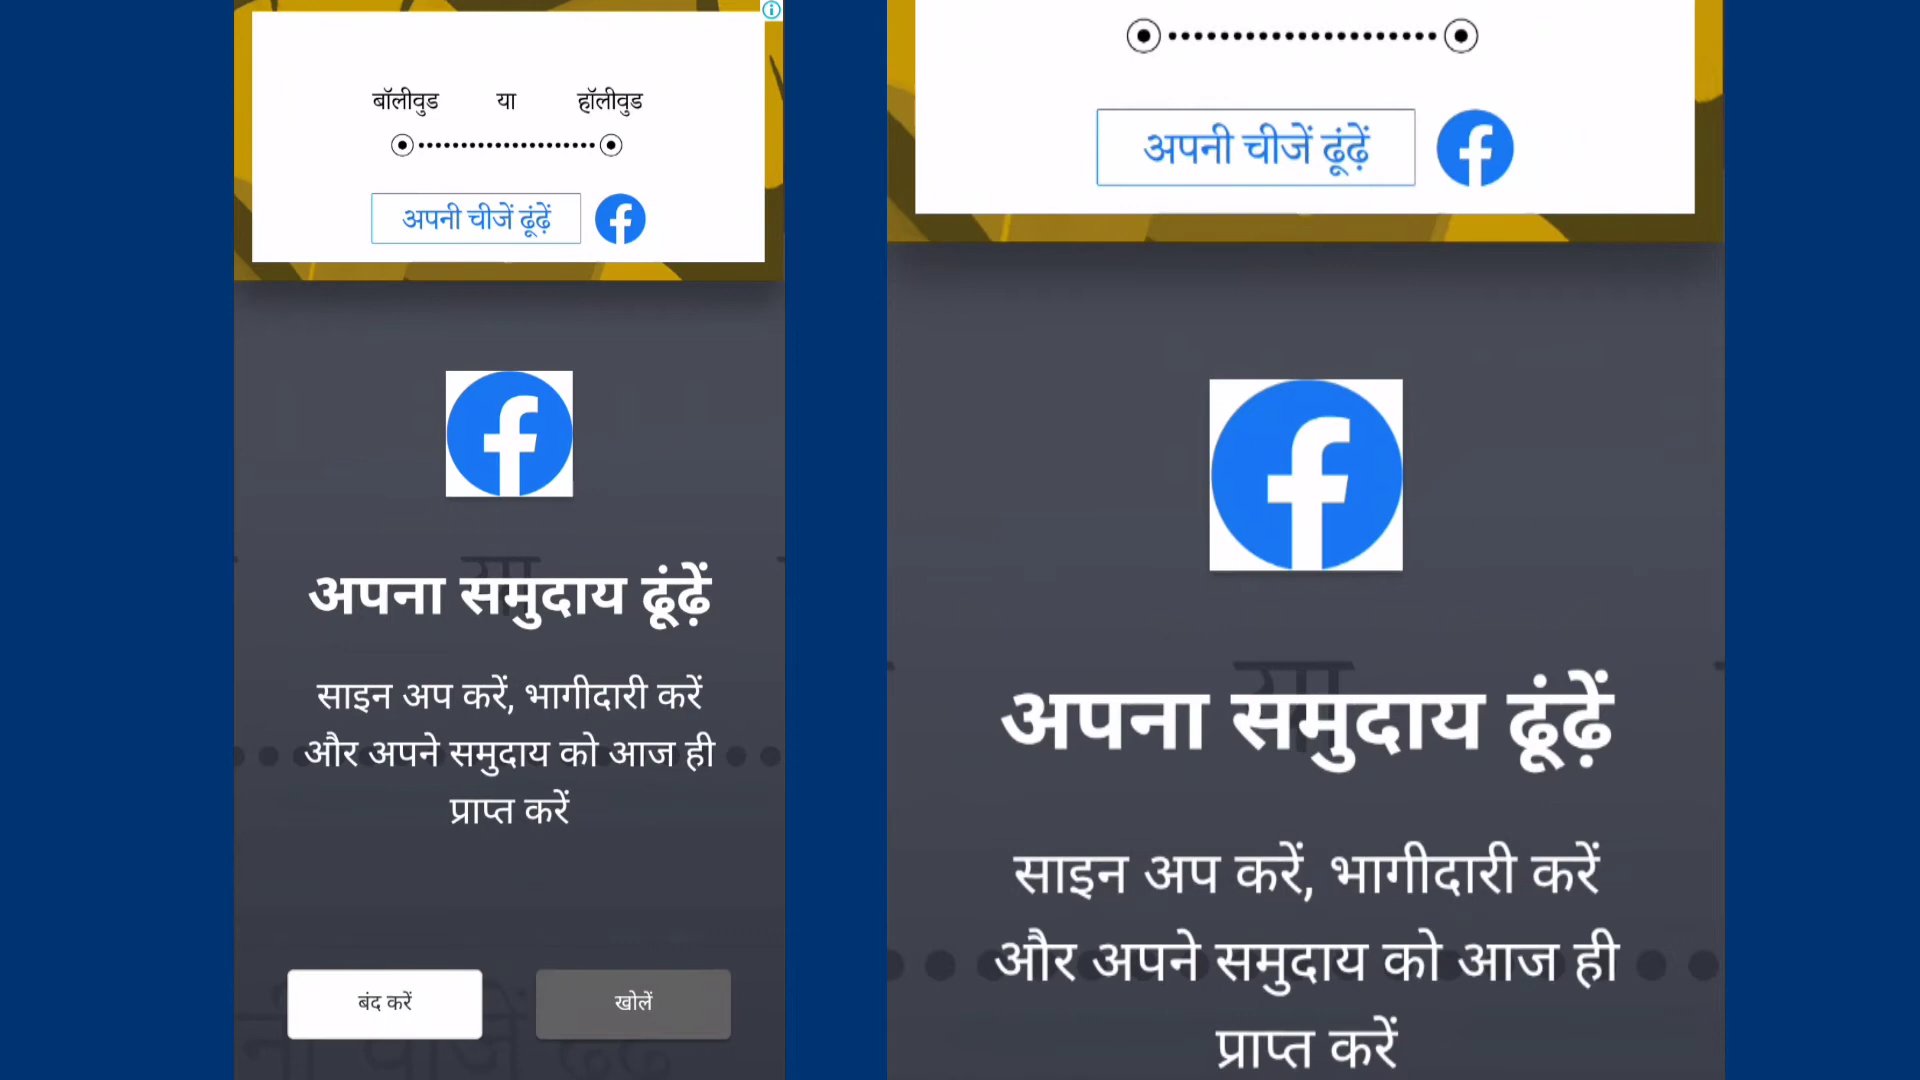 बॉलीवुड या हॉलीवुड
अपनी चीजें ढूंढ़ें
अपना समुदाय ढूंढ़ें
साइन अप करें, भागीदारी करें
और अपने समुदाय को आज ही
प्राप्त करें
बंद करें
खोलें
अपनी चीजें ढूंढ़ें
अपना समुदाय ढूंढ़ें
साइन अप करें, भागीदारी करें
और अपने समुदाय को आज ही
प्राप्त करें